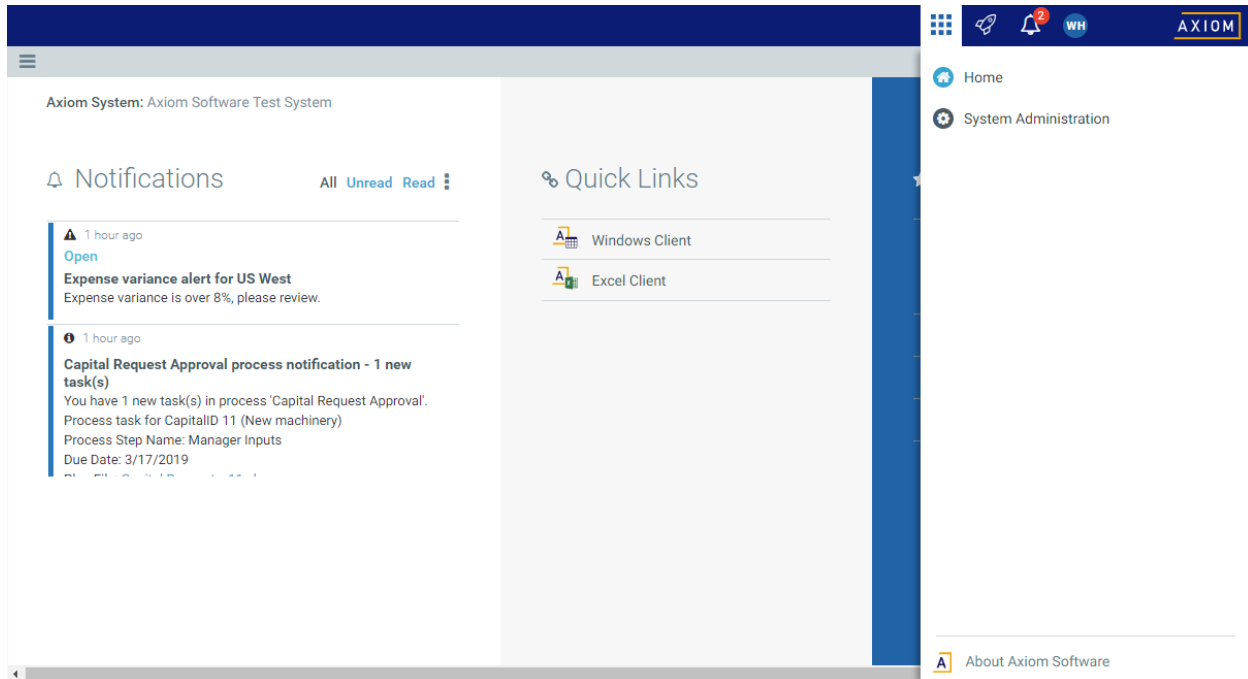 2
WH
AXIOM
Axiom System: Axiom Software Test System
Notifications
All Unread Read
1 hour ago
Open
Expense variance alert for US West
Expense variance is over 8%, please review.
1 hour ago
Capital Request Approval process notification - 1 new
task(s)
You have 1 new task(s) in process 'Capital Request Approval'.
Process task for CapitalID 11 (New machinery)
Process Step Name: Manager Inputs
Due Date: 3/17/2019
Quick Links
A
Windows Client
A
Excel Client
Home
System Administration
A
About Axiom Software